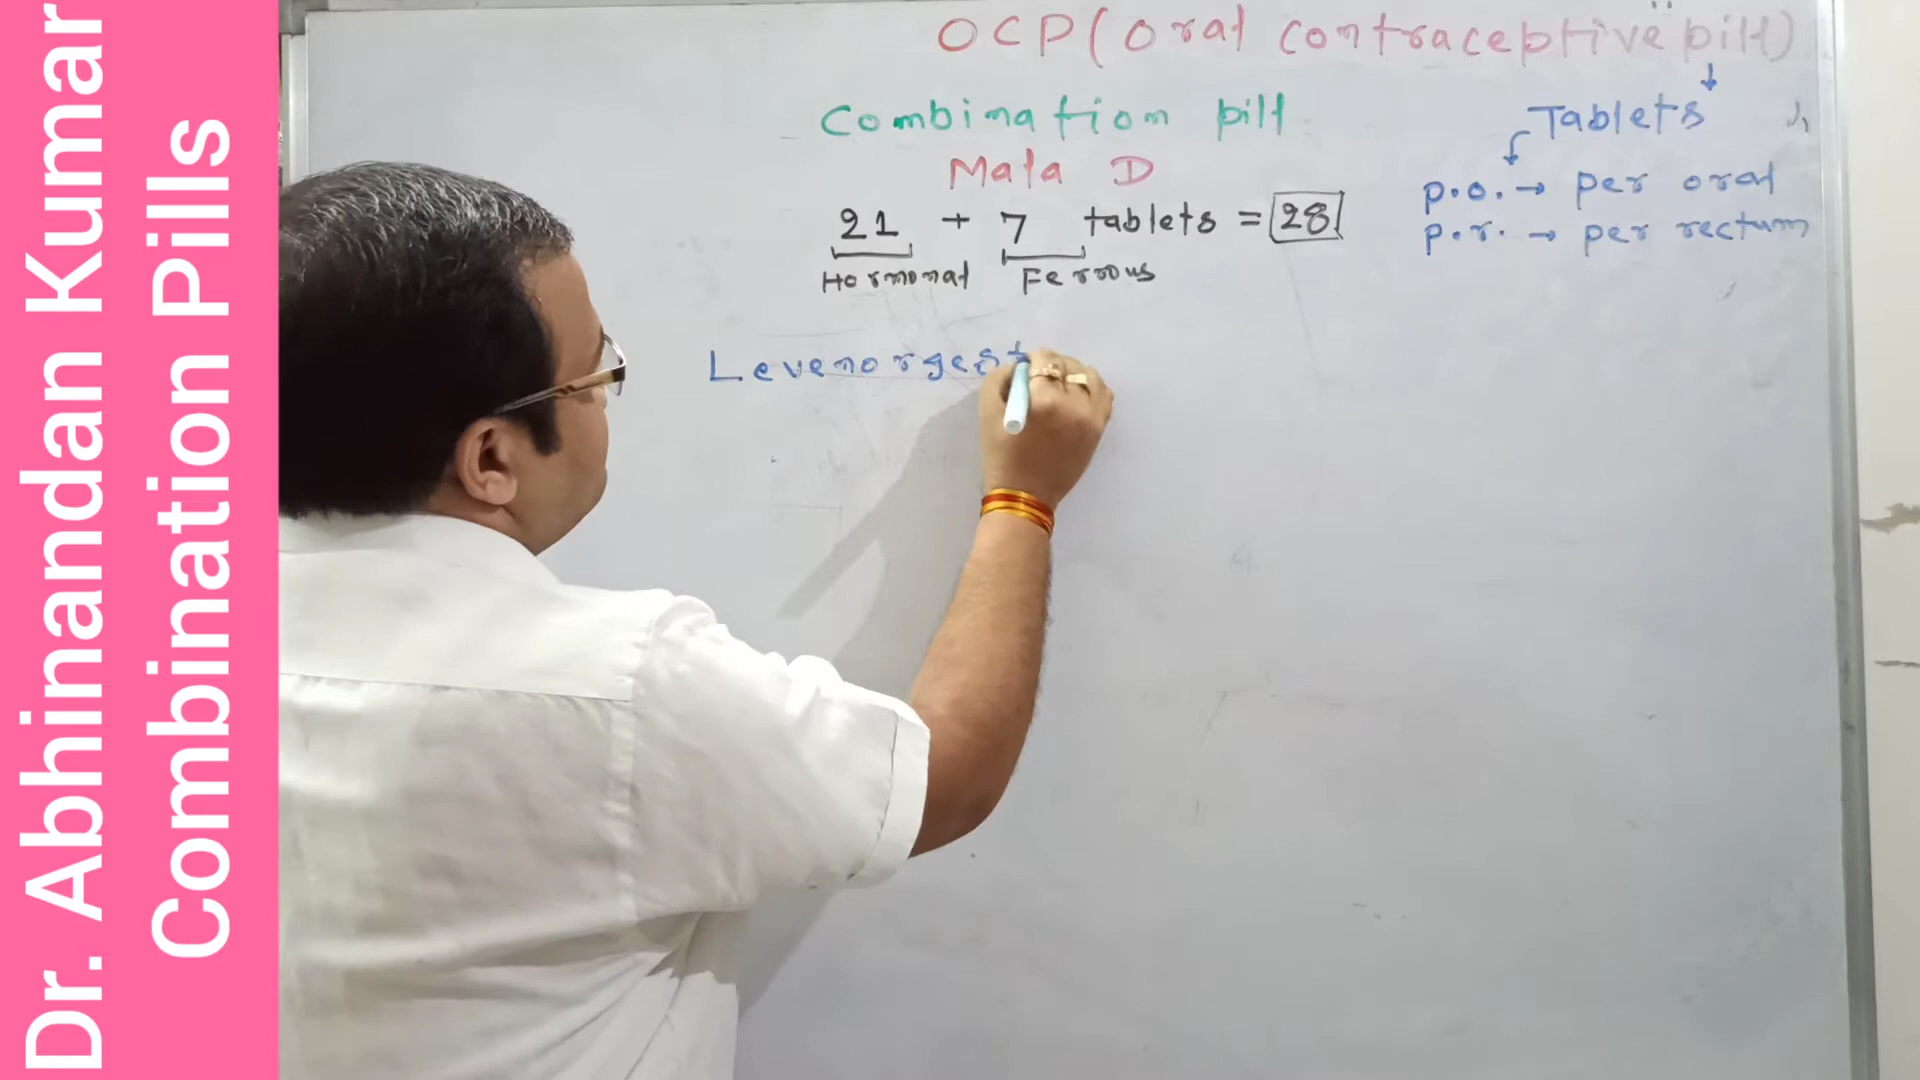 Dr. Abhinandan Kumar
Combination Pills
OCP (Oral contraceptive pill)
Combination pill
Mala D
21 + 7 tablets = 28
Hormonal Ferrous
Levenorgest
Tablets
p.o. → per oral
p.r. → per rectum